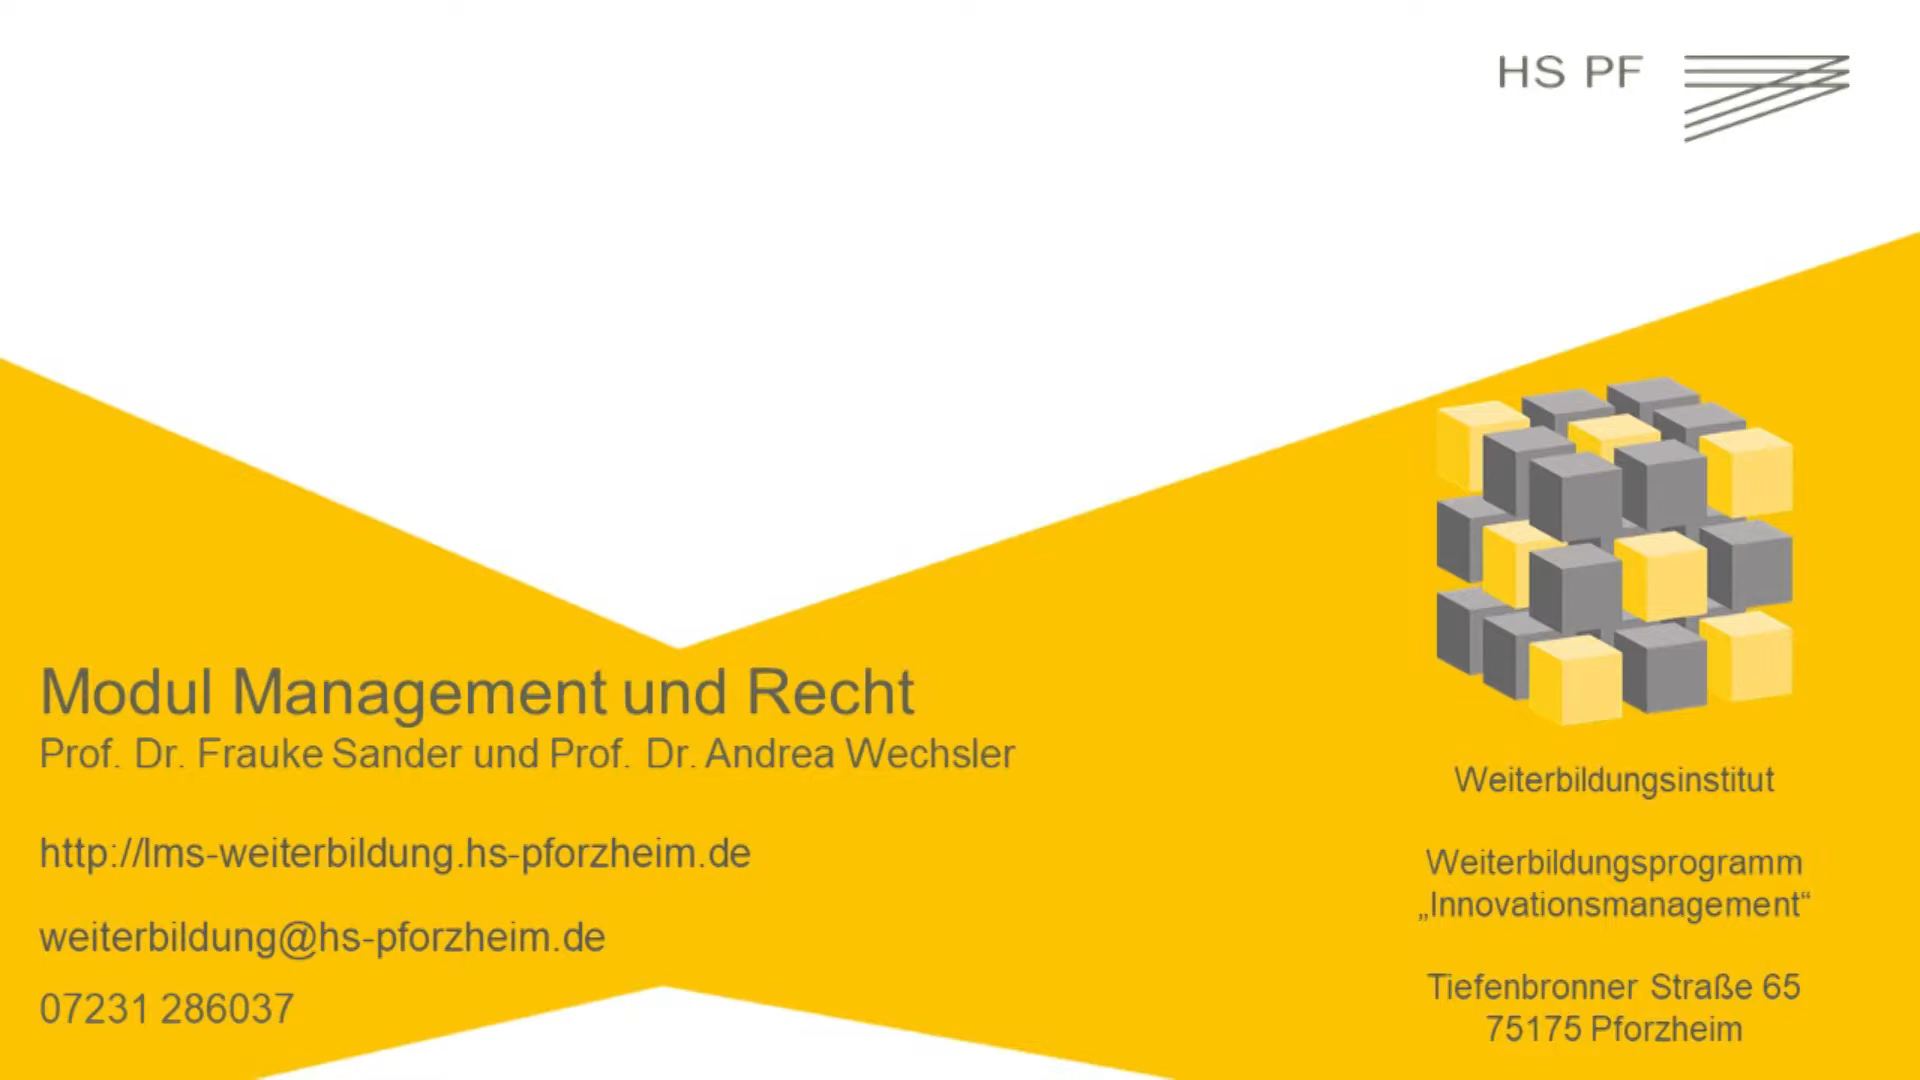 HS PF
Modul Management und Recht
Prof. Dr. Frauke Sander und Prof. Dr. Andrea Wechsler
http://lms-weiterbildung.hs-pforzheim.de
weiterbildung@hs-pforzheim.de
07231 286037
Weiterbildungsinstitut
Weiterbildungsprogramm
„Innovationsmanagement“
Tiefenbronner Straße 65
75175 Pforzheim